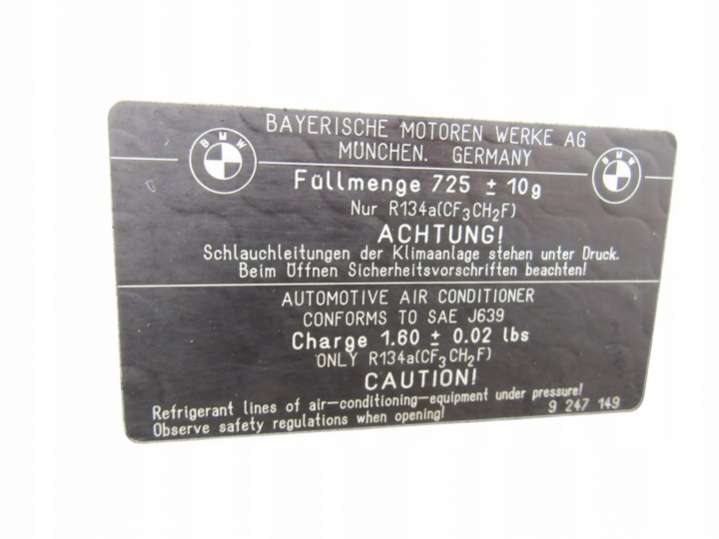 BAYERISCHE MOTOREN WERKE AG
MÜNCHEN. GERMANY
BMW
BMW
Füllmenge 725 ± 10g
Nur R134a(CF₃CH₂F)
ACHTUNG!
Schlauchleitungen der Klimaanlage stehen unter Druck.
Beim Öffnen Sicherheitsvorschriften beachten!
AUTOMOTIVE AIR CONDITIONER
CONFORMS TO SAE J639
Charge 1.60 ± 0.02 lbs
ONLY R134a(CF₃CH₂F)
CAUTION!
Refrigerant lines of air-conditioning-equipment under pressure!
Observe safety regulations when opening!
9 247 149